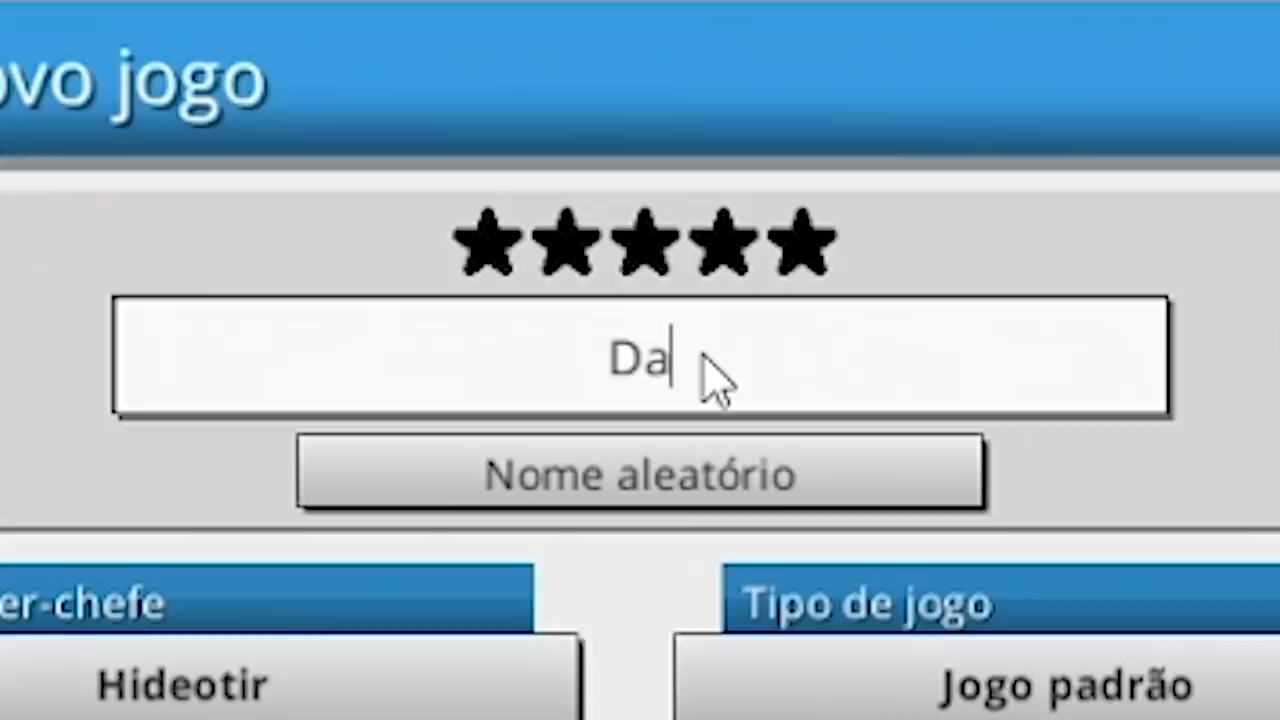 ovo jogo
Da
Nome aleatório
er-chefe
Tipo de jogo
Hideotir
Jogo padrão